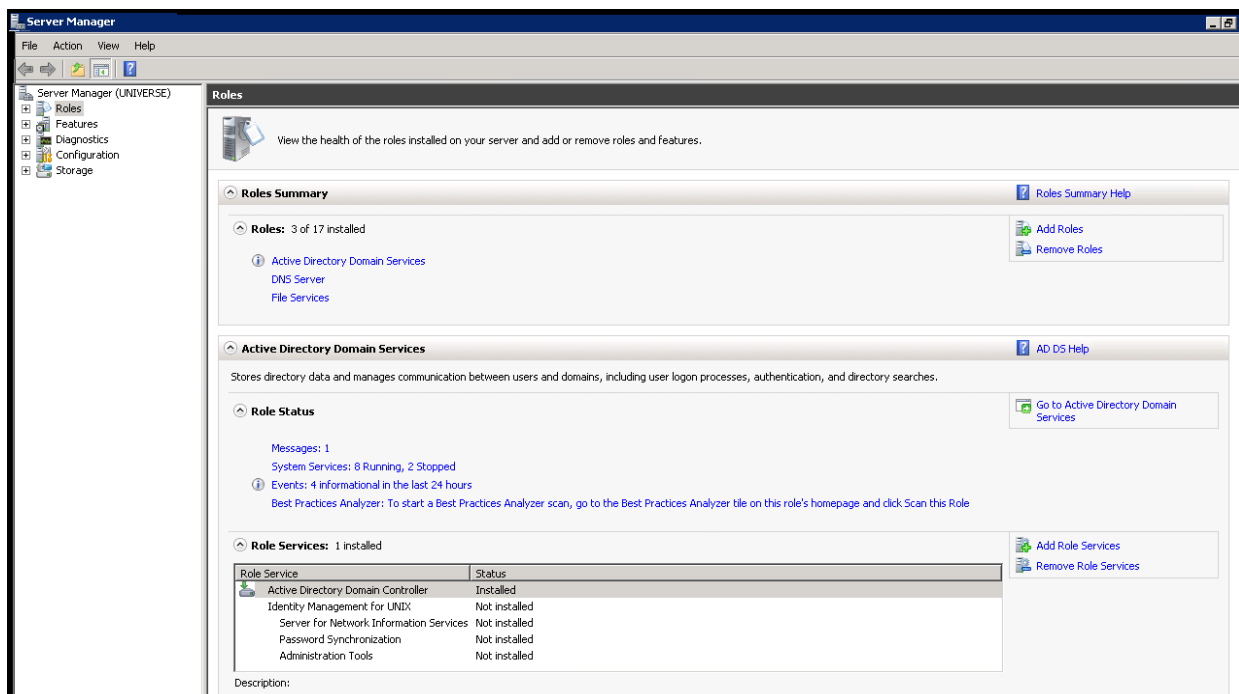 Server Manager
File Action View Help
Server Manager (UNIVERSE)
Roles
Features
Diagnostics
Configuration
Storage
Roles
View the health of the roles installed on your server and add or remove roles and features.
Roles Summary
Roles Summary Help
Roles: 3 of 17 installed
Add Roles
Remove Roles
Active Directory Domain Services
DNS Server
File Services
Active Directory Domain Services
AD DS Help
Stores directory data and manages communication between users and domains, including user logon processes, authentication, and directory searches.
Role Status
Go to Active Directory Domain
Services
Messages: 1
System Services: 8 Running, 2 Stopped
Events: 4 informational in the last 24 hours
Best Practices Analyzer: To start a Best Practices Analyzer scan, go to the Best Practices Analyzer tile on this role's homepage and click Scan this Role
Role Services: 1 installed
Add Role Services
Remove Role Services
Role Service Status
Active Directory Domain Controller Installed
Identity Management for UNIX Not installed
Server for Network Information Services Not installed
Password Synchronization Not installed
Administration Tools Not installed
Description: